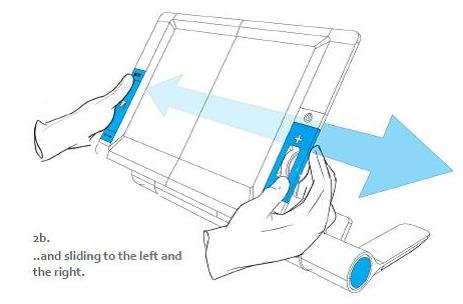 +
2b.
..and sliding to the left and
the right.